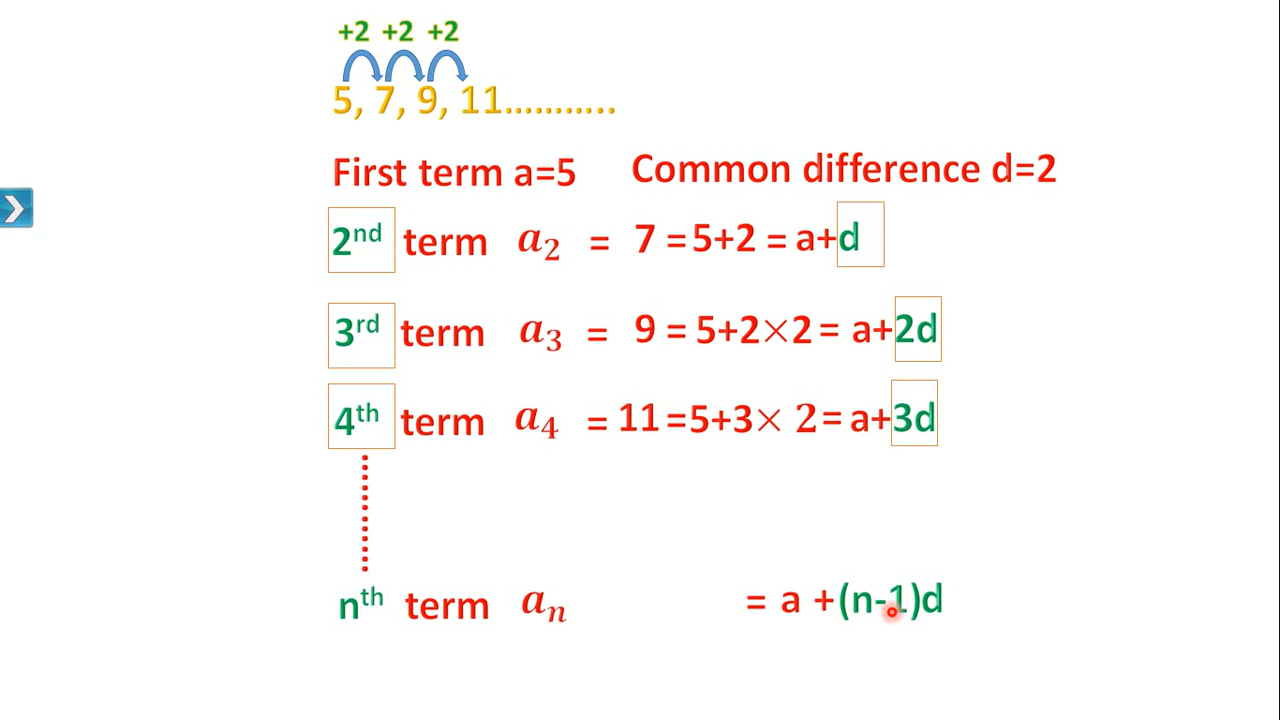 +2 +2 +2
5, 7, 9, 11...........
First term a=5 Common difference d=2
2nd term a2 = 7 =5+2 = a+d
3rd term a3 = 9 = 5+2×2= a+2d
4th term a4 = 11 =5+3× 2= a+3d
nth term an = a +(n-1)d